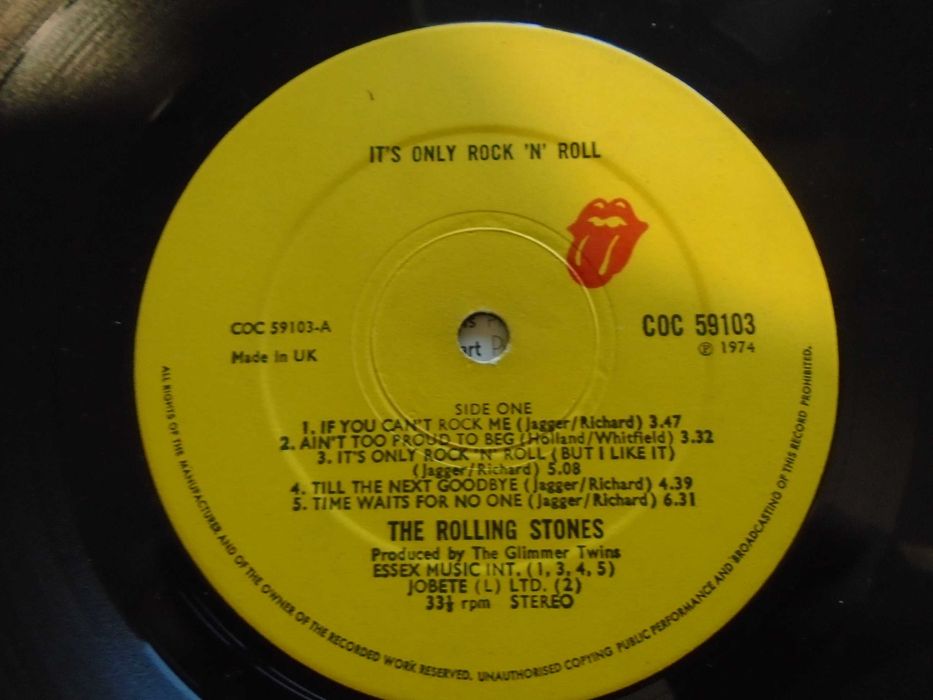 IT'S ONLY ROCK 'N' ROLL
COC 59103-A
Made in UK
COC 59103
℗ 1974
SIDE ONE
1. IF YOU CAN'T ROCK ME (Jagger/Richard) 3.47
2. AIN'T TOO PROUD TO BEG (Holland/Whitfield) 3.32
3. IT'S ONLY ROCK 'N' ROLL (BUT I LIKE IT)
(Jagger/Richard) 5.08
4. TILL THE NEXT GOODBYE (Jagger/Richard) 4.39
5. TIME WAITS FOR NO ONE (Jagger/Richard) 6.31
THE ROLLING STONES
Produced by The Glimmer Twins
ESSEX MUSIC INT. (1, 3, 4, 5)
JOBETE (L) LTD. (2)
33⅓ rpm STEREO
ALL RIGHTS OF THE MANUFACTURER AND OF THE OWNER OF THE RECORDED WORK RESERVED. UNAUTHORISED COPYING PUBLIC PERFORMANCE AND BROADCASTING OF THIS RECORD PROHIBITED.